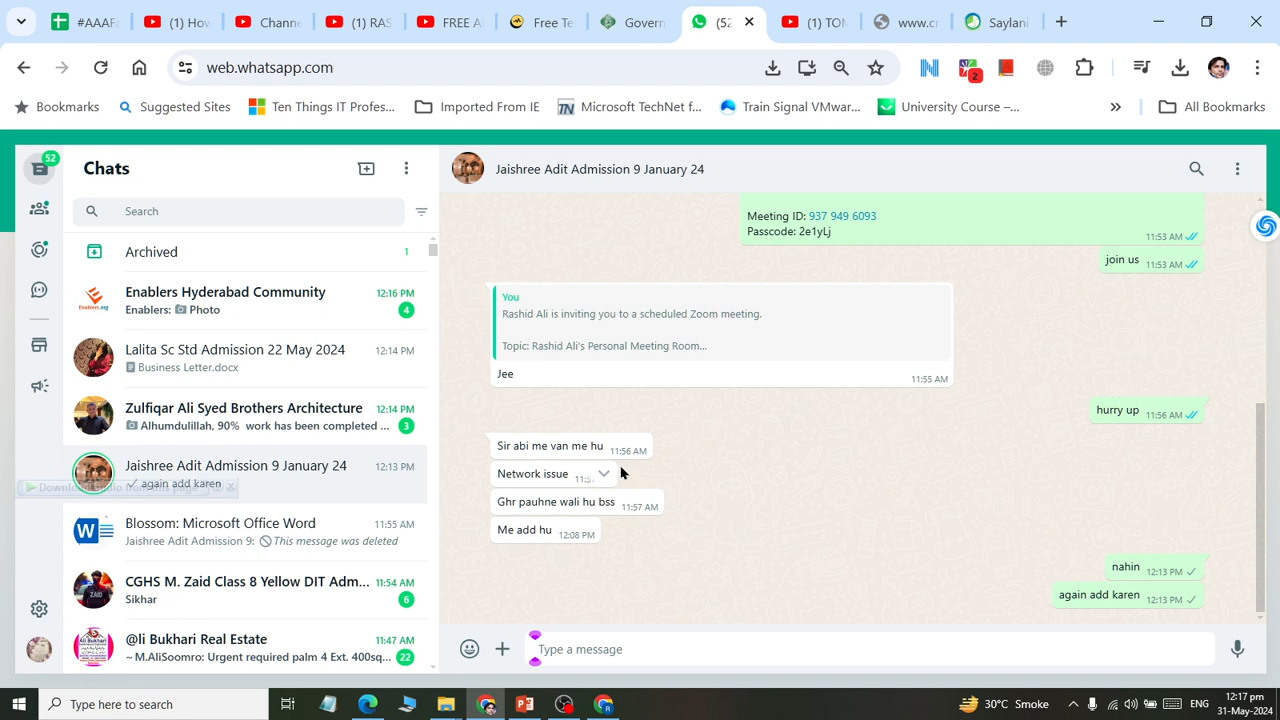 #AAAF
(1) How
Channe
(1) RAS
FREE A
Free Te
Govern
(52
(1) TON
www.c
Saylani
web.whatsapp.com
2
Bookmarks
Suggested Sites
Ten Things IT Profes...
Imported From IE
Microsoft TechNet f...
Train Signal VMwar...
University Course –...
»
All Bookmarks
52
Chats
Search
Archived
1
Enablers Hyderabad Community
12:16 PM
Enablers: Photo
4
Lalita Sc Std Admission 22 May 2024
12:14 PM
Business Letter.docx
Zulfiqar Ali Syed Brothers Architecture
12:14 PM
Alhumdulillah, 90% work has been completed ...
3
Jaishree Adit Admission 9 January 24
12:13 PM
again add karen
Download audio from this page
Blossom: Microsoft Office Word
11:55 AM
Jaishree Adit Admission 9: This message was deleted
CGHS M. Zaid Class 8 Yellow DIT Adm...
11:54 AM
Sikhar
6
@li Bukhari Real Estate
11:47 AM
~ M.AliSoomro: Urgent required palm 4 Ext. 400sq...
22
Jaishree Adit Admission 9 January 24
Meeting ID: 937 949 6093
Passcode: 2e1yLj
11:53 AM
join us 11:53 AM
You
Rashid Ali is inviting you to a scheduled Zoom meeting.
Topic: Rashid Ali's Personal Meeting Room...
Jee
11:55 AM
hurry up 11:56 AM
Sir abi me van me hu 11:56 AM
Network issue 11:57
Ghr pauhne wali hu bss 11:57 AM
Me add hu 12:08 PM
nahin 12:13 PM
again add karen 12:13 PM
Type a message
Type here to search
30°C Smoke
ENG
12:17 pm
31-May-2024